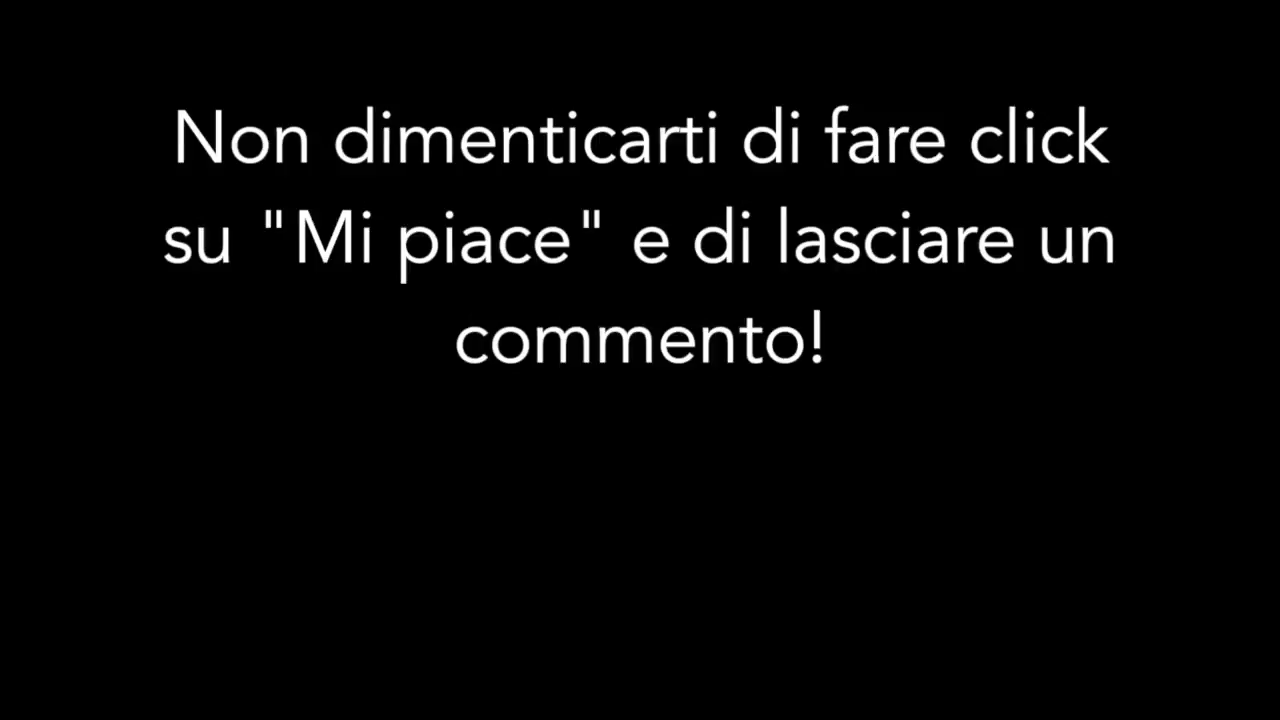 Non dimenticarti di fare click
su "Mi piace" e di lasciare un
commento!